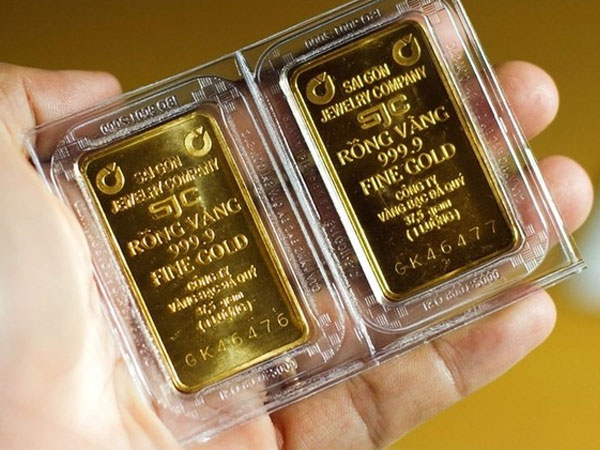 SAIGON
JEWELRY COMPANY
SJC
RỒNG VÀNG
999.9
FINE GOLD
CÔNG TY
VÀNG BẠC ĐÁ QUÝ
37,5 gam
(1 LƯỢNG)
GK46476
SAIGON
JEWELRY COMPANY
SJC
RỒNG VÀNG
999.9
FINE GOLD
CÔNG TY
VÀNG BẠC ĐÁ QUÝ
37,5 gam
(1 LƯỢNG)
GK46477